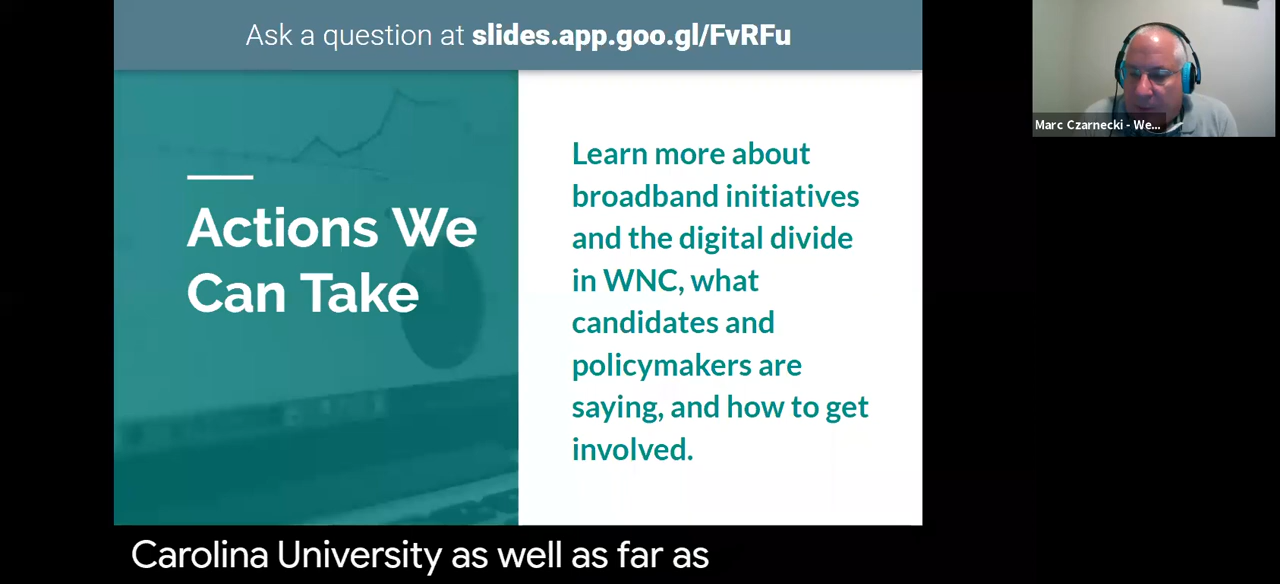 Ask a question at slides.app.goo.gl/FvRFu
Marc Czarnecki - We...
Actions We
Can Take
Learn more about
broadband initiatives
and the digital divide
in WNC, what
candidates and
policymakers are
saying, and how to get
involved.
Carolina University as well as far as